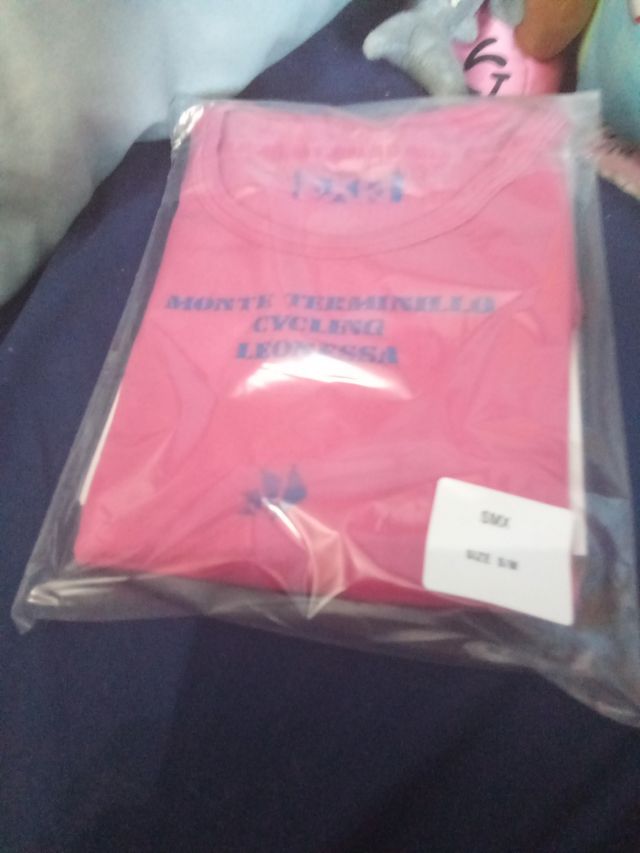 MONTE TERMINILLO
CYCLING
LEONESSA
SMX
SIZE S/M